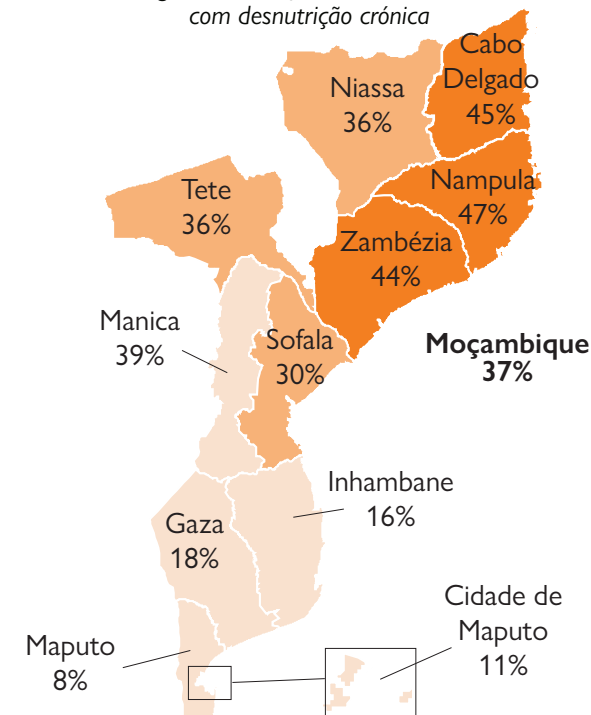 com desnutrição crónica
Cabo
Delgado
45%
Niassa
36%
Nampula
47%
Tete
36%
Zambézia
44%
Manica
39%
Sofala
30%
Moçambique
37%
Inhambane
16%
Gaza
18%
Cidade de
Maputo
11%
Maputo
8%